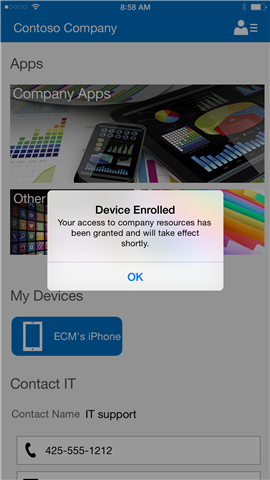 8:58 AM
Contoso Company
Apps
Company Apps
Other
Device Enrolled
Your access to company resources has
been granted and will take effect
shortly.
OK
My Devices
ECM's iPhone
Contact IT
Contact Name IT support
425-555-1212